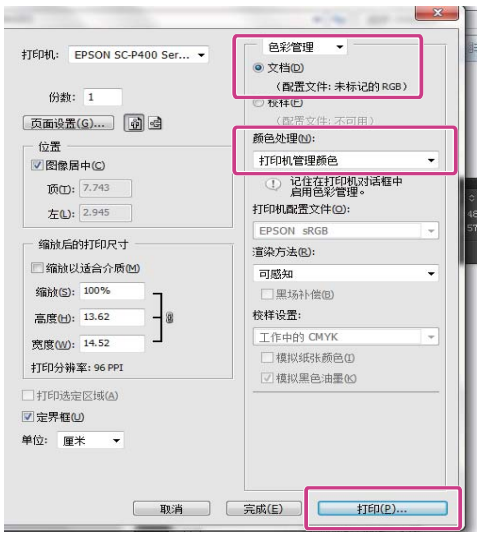 打印机: EPSON SC-P400 Ser...
份数: 1
页面设置(G)...
位置
图像居中(C)
顶(T): 7.743
左(L): 2.945
缩放后的打印尺寸
缩放以适合介质(M)
缩放(S): 100%
高度(H): 13.62
宽度(W): 14.52
打印分辨率: 96 PPI
打印选定区域(A)
定界框(U)
单位: 厘米
色彩管理
文档(D)
(配置文件: 未标记的 RGB)
校样(E)
(配置文件: 不可用)
颜色处理(N):
打印机管理颜色
记住在打印机对话框中
启用色彩管理。
打印机配置文件(O):
EPSON sRGB
渲染方法(R):
可感知
黑场补偿(B)
校样设置:
工作中的 CMYK
模拟纸张颜色(I)
模拟黑色油墨(K)
取消
完成(E)
打印(P)...